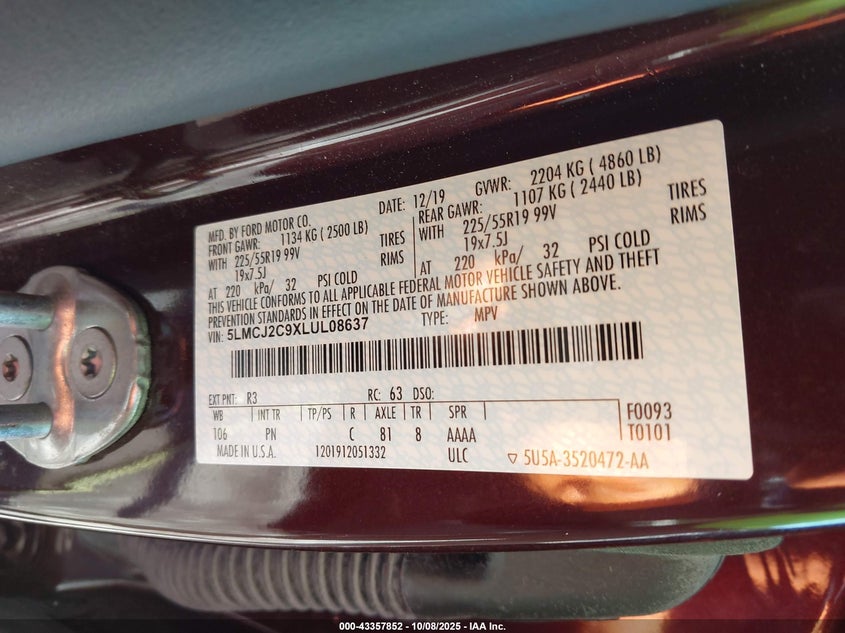 MFD. BY FORD MOTOR CO.
DATE: 12/19 GVWR: 2204 KG ( 4860 LB)
FRONT GAWR: 1134 KG ( 2500 LB) REAR GAWR: 1107 KG ( 2440 LB)
WITH 225/55R19 99V TIRES WITH 225/55R19 99V TIRES
19x7.5J RIMS 19x7.5J RIMS
AT 220 kPa/ 32 PSI COLD AT 220 kPa/ 32 PSI COLD
THIS VEHICLE CONFORMS TO ALL APPLICABLE FEDERAL MOTOR VEHICLE SAFETY AND THEFT
PREVENTION STANDARDS IN EFFECT ON THE DATE OF MANUFACTURE SHOWN ABOVE.
VIN: 5LMCJ2C9XLUL08637 TYPE: MPV
EXT PNT: R3 RC: 63 DSO:
WB INT TR TP/PS R AXLE TR SPR F0093
106 PN C 81 8 AAAA T0101
MADE IN U.S.A. 1201912051332 ULC ▽ 5U5A-3520472-AA
000-43357852 - 10/08/2025 - IAA Inc.